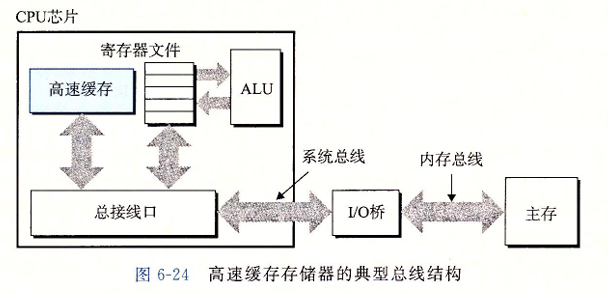 CPU芯片
寄存器文件
高速缓存
ALU
系统总线
内存总线
总接线口
I/O桥
主存
图 6-24 高速缓存存储器的典型总线结构